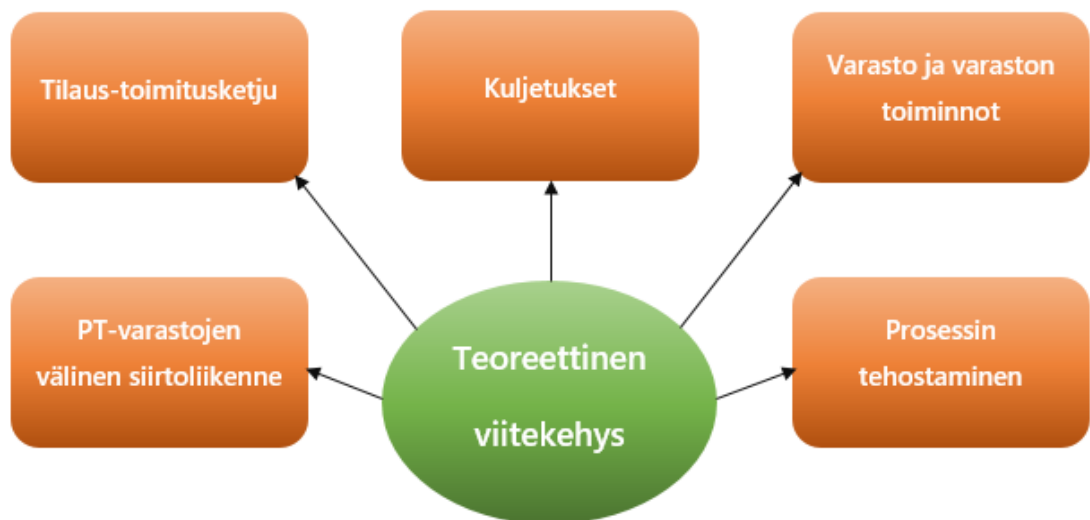 Tilaus-toimitusketju
Kuljetukset
Varasto ja varaston
toiminnot
PT-varastojen
välinen siirtoliikenne
Teoreettinen
viitekehys
Prosessin
tehostaminen